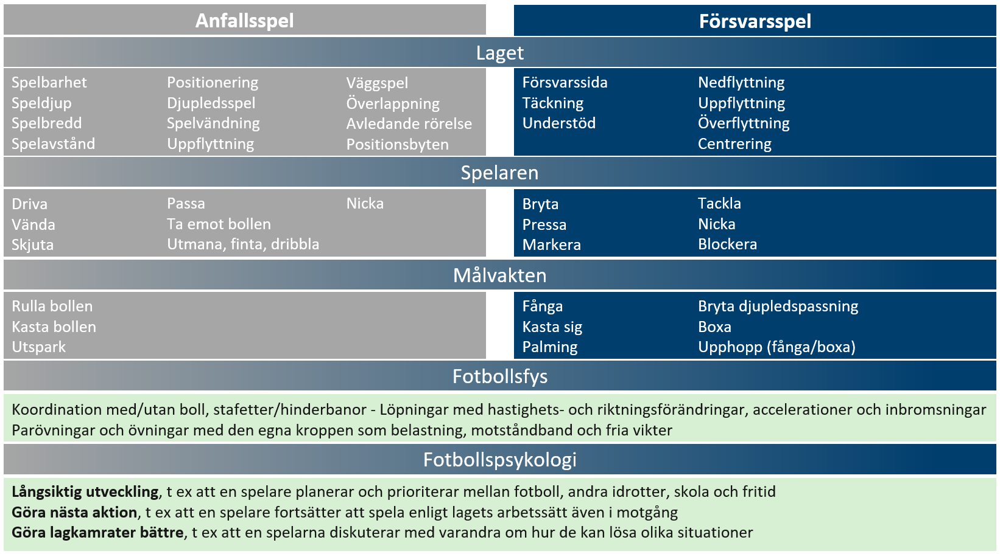 Anfallsspel
Försvarsspel
Laget
Spelbarhet
Speldjup
Spelbredd
Spelavstånd
Positionering
Djupledsspel
Spelvändning
Uppflyttning
Väggspel
Överlappning
Avledande rörelse
Positionsbyten
Försvarssida
Täckning
Understöd
Nedflyttning
Uppflyttning
Överflyttning
Centrering
Spelaren
Driva
Vända
Skjuta
Passa
Ta emot bollen
Utmana, finta, dribbla
Nicka
Bryta
Pressa
Markera
Tackla
Nicka
Blockera
Målvakten
Rulla bollen
Kasta bollen
Utspark
Fånga
Kasta sig
Palming
Bryta djupledspassning
Boxa
Upphopp (fånga/boxa)
Fotbollsfys
Koordination med/utan boll, stafetter/hinderbanor - Löpningar med hastighets- och riktningsförändringar, accelerationer och inbromsningar
Parövningar och övningar med den egna kroppen som belastning, motståndband och fria vikter
Fotbollspsykologi
Långsiktig utveckling, t ex att en spelare planerar och prioriterar mellan fotboll, andra idrotter, skola och fritid
Göra nästa aktion, t ex att en spelare fortsätter att spela enligt lagets arbetssätt även i motgång
Göra lagkamrater bättre, t ex att en spelarna diskuterar med varandra om hur de kan lösa olika situationer